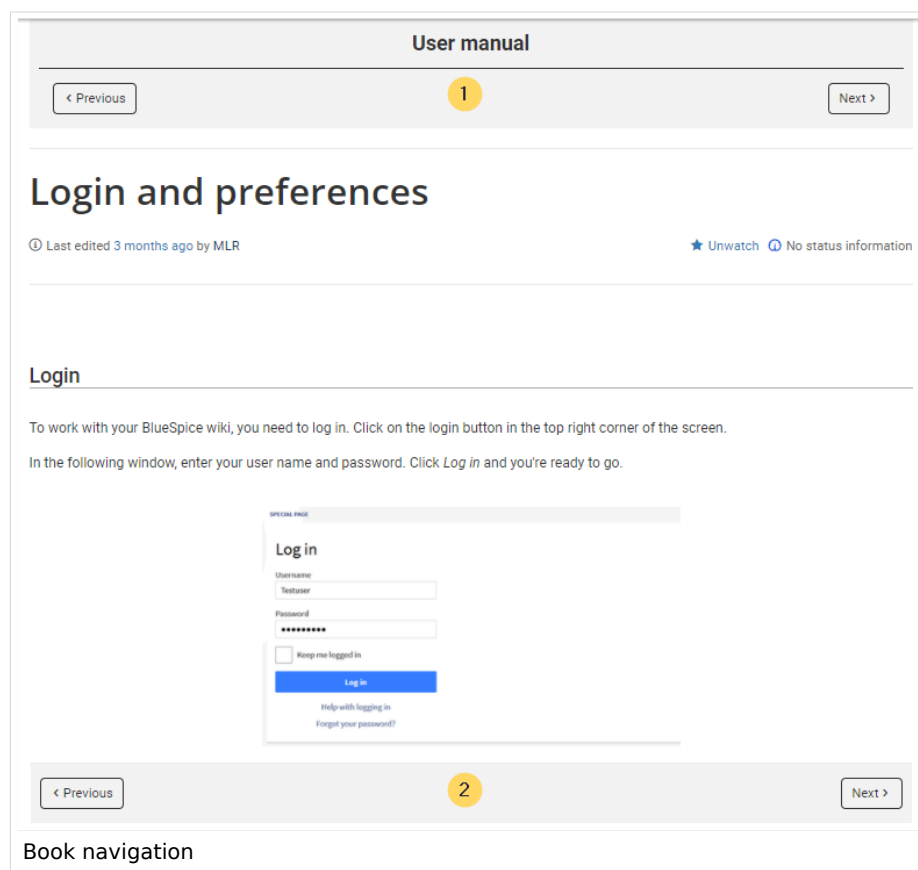 User manual
‹ Previous
1
Next ›
Login and preferences
Last edited 3 months ago by MLR
Unwatch
No status information
Login
To work with your BlueSpice wiki, you need to log in. Click on the login button in the top right corner of the screen.
In the following window, enter your user name and password. Click Log in and you're ready to go.
SPECIAL PAGE
Log in
Username
Testuser
Password
•••••••••
Keep me logged in
Log in
Help with logging in
Forgot your password?
‹ Previous
2
Next ›
Book navigation